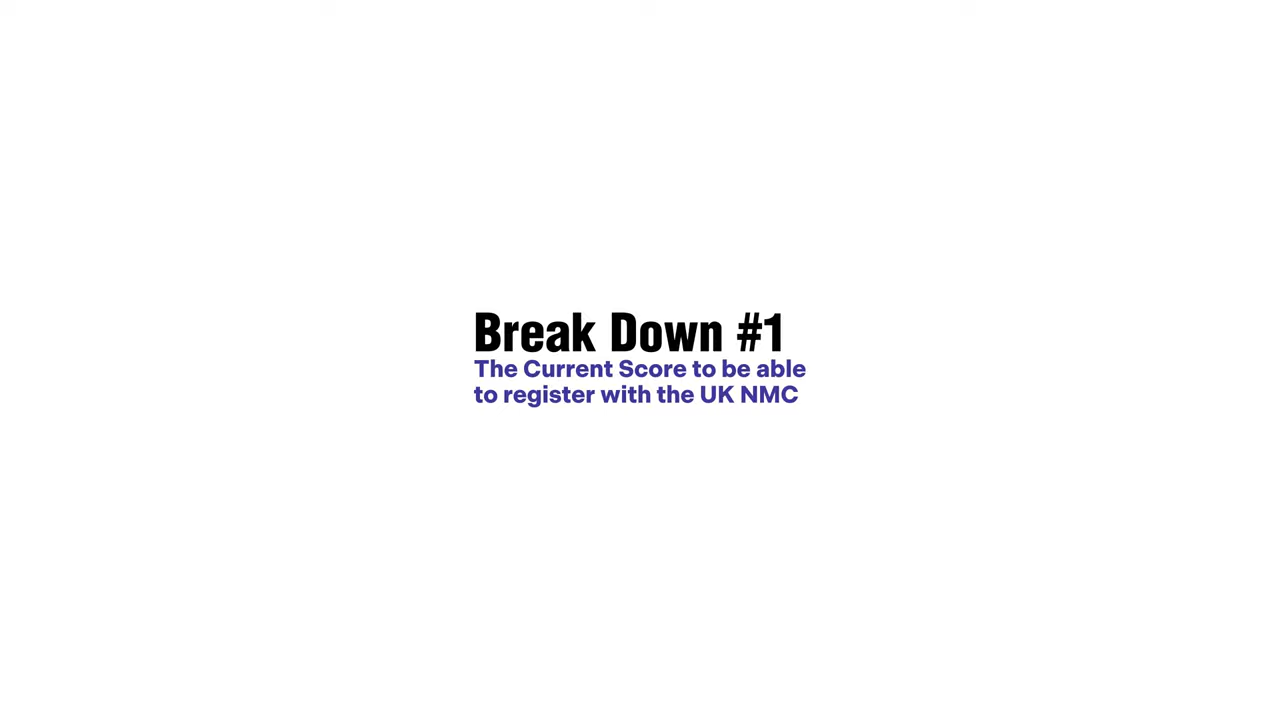 Break Down #1
The Current Score to be able
to register with the UK NMC